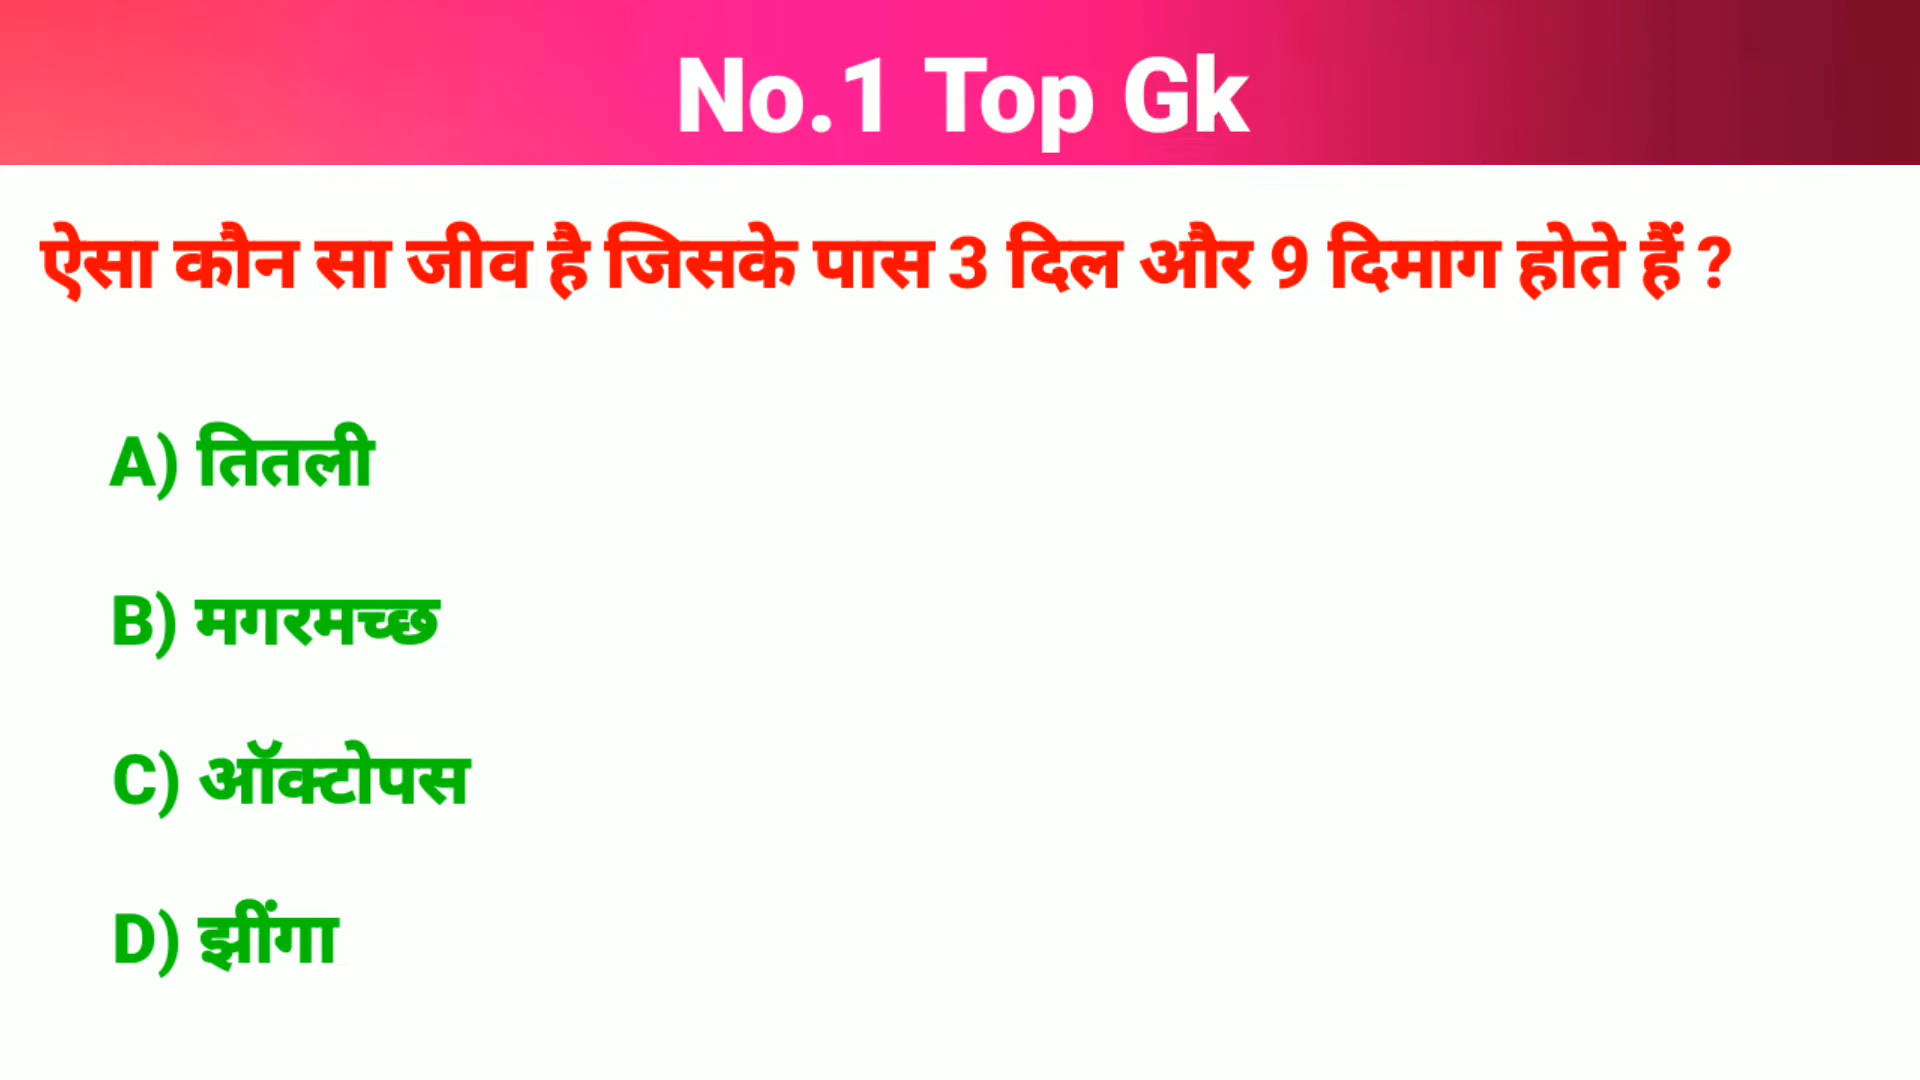 No.1 Top Gk
ऐसा कौन सा जीव है जिसके पास 3 दिल और 9 दिमाग होते हैं ?
A) तितली
B) मगरमच्छ
C) ऑक्टोपस
D) झींगा